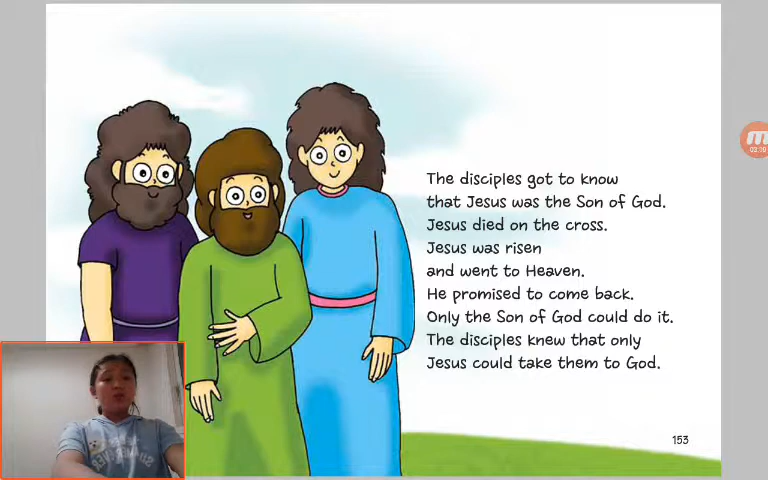 The disciples got to know
that Jesus was the Son of God.
Jesus died on the cross.
Jesus was risen
and went to Heaven.
He promised to come back.
Only the Son of God could do it.
The disciples knew that only
Jesus could take them to God.
153
02:10